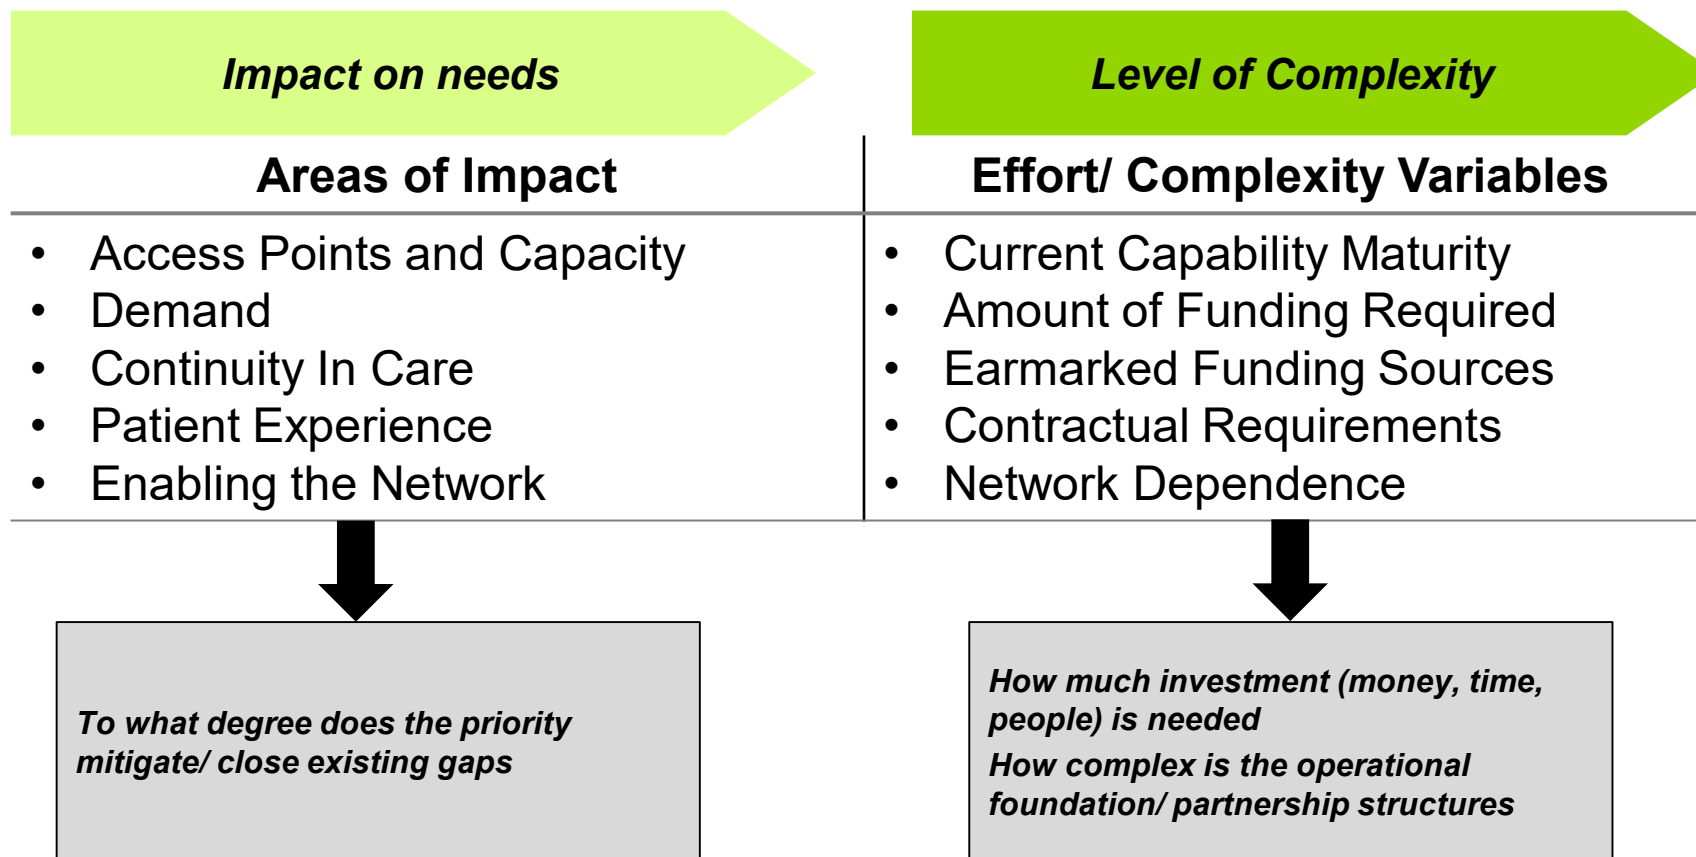 Impact on needs
Level of Complexity
Areas of Impact
• Access Points and Capacity
• Demand
• Continuity In Care
• Patient Experience
• Enabling the Network
Effort/ Complexity Variables
• Current Capability Maturity
• Amount of Funding Required
• Earmarked Funding Sources
• Contractual Requirements
• Network Dependence
To what degree does the priority
mitigate/ close existing gaps
How much investment (money, time,
people) is needed
How complex is the operational
foundation/ partnership structures